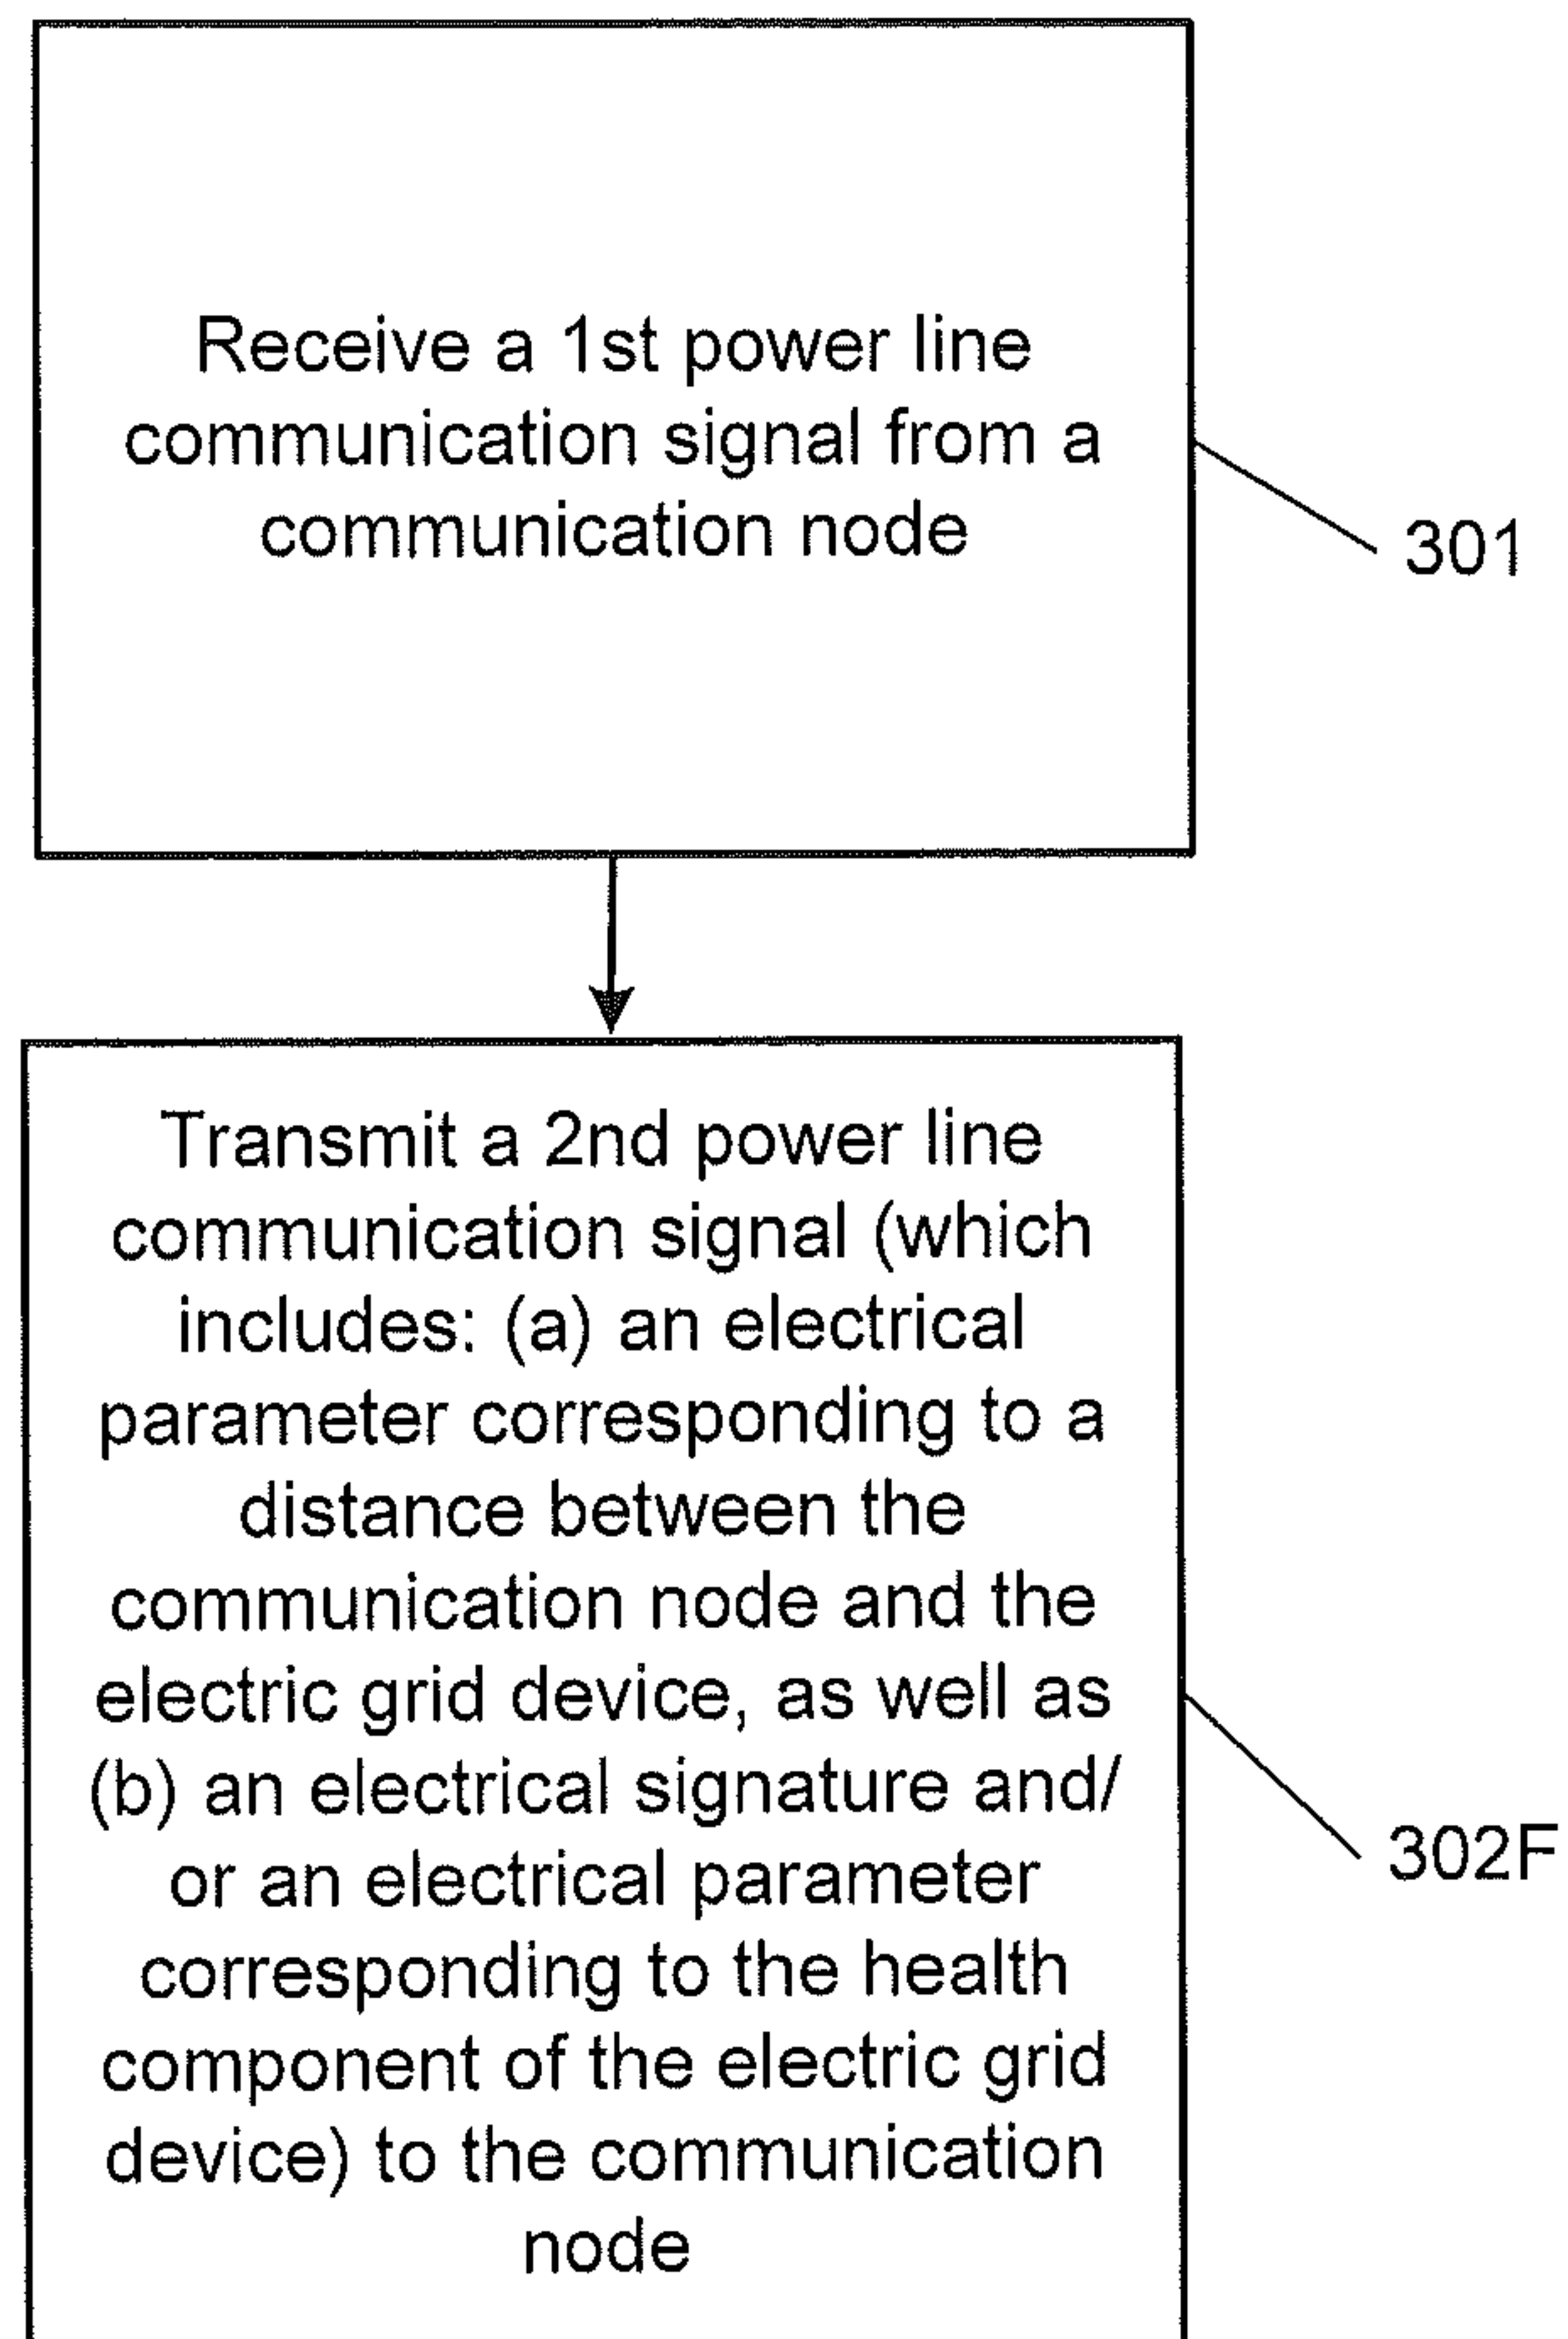 Receive a 1st power line
communication signal from a
communication node
301
Transmit a 2nd power line
communication signal (which
includes: (a) an electrical
parameter corresponding to a
distance between the
communication node and the
electric grid device, as well as
(b) an electrical signature and/
or an electrical parameter
corresponding to the health
component of the electric grid
device) to the communication
node
302F